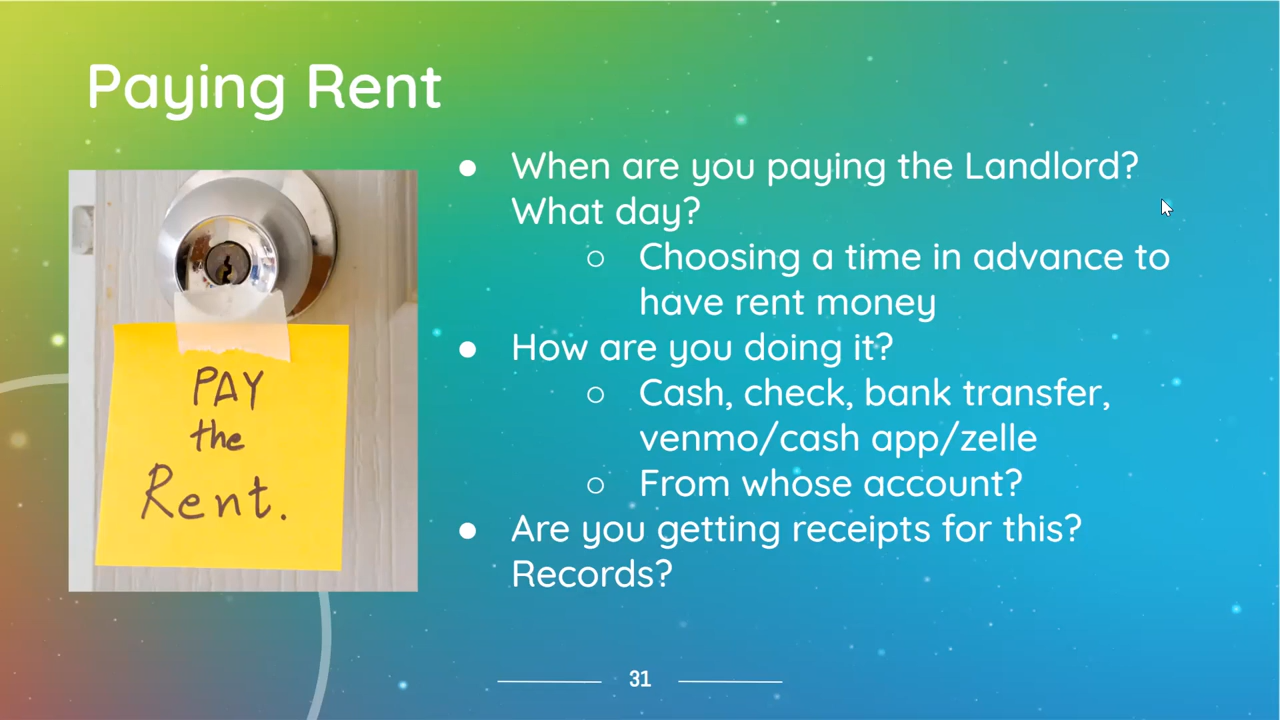 Paying Rent
PAY
the
Rent.
● When are you paying the Landlord?
What day?
○ Choosing a time in advance to
have rent money
● How are you doing it?
○ Cash, check, bank transfer,
venmo/cash app/zelle
○ From whose account?
● Are you getting receipts for this?
Records?
31